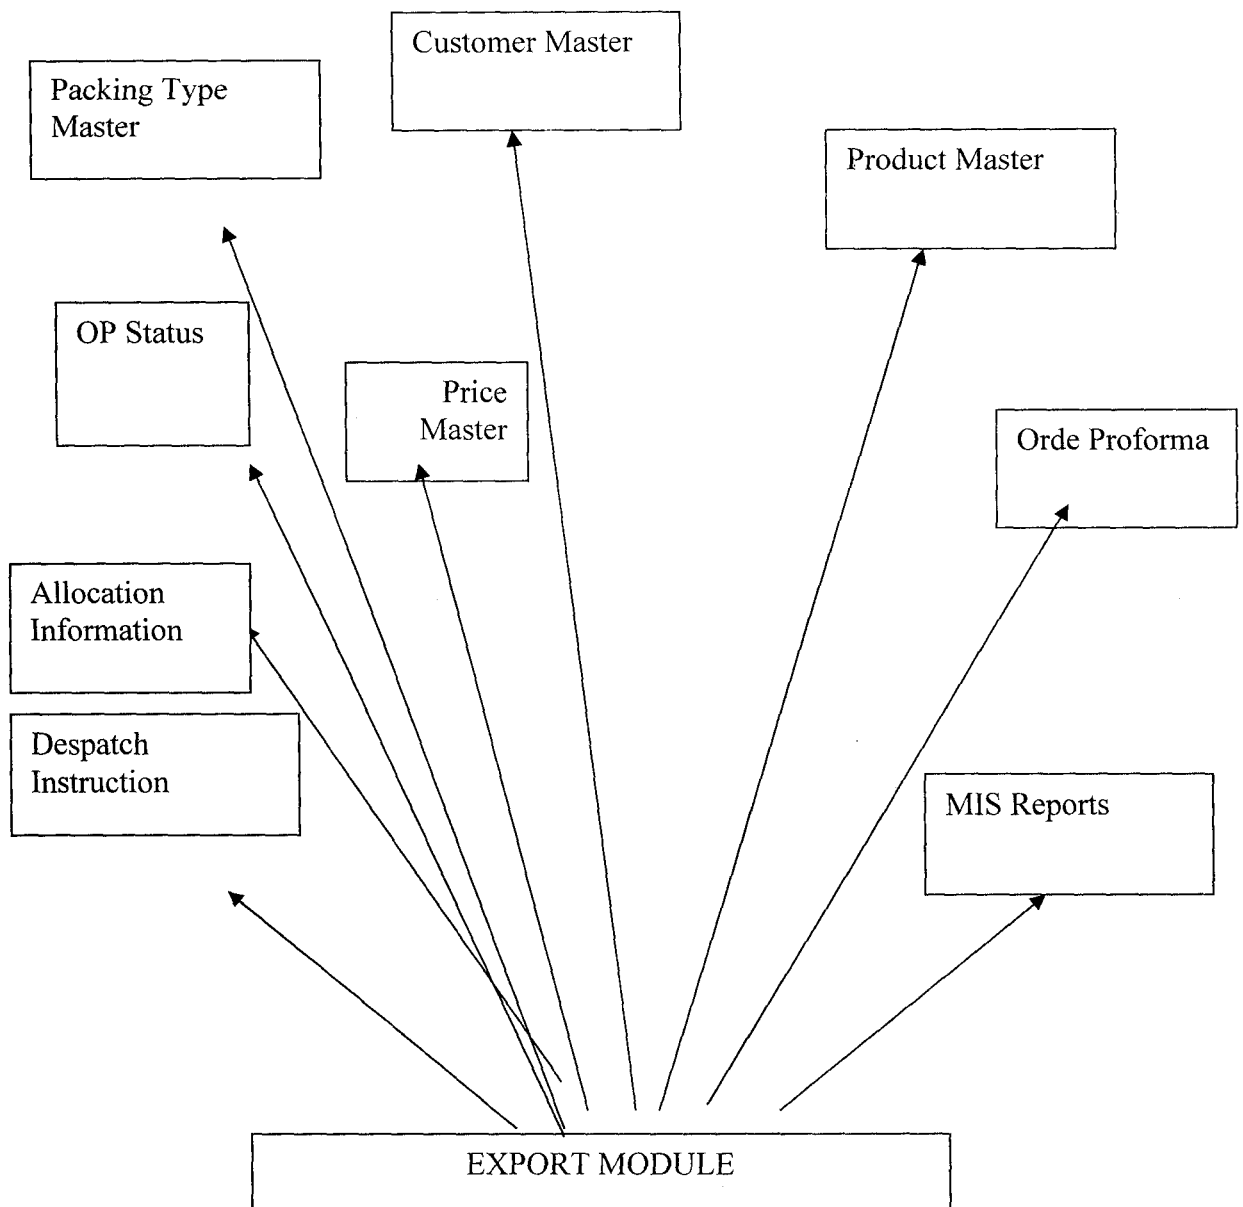 Customer Master
Packing Type
Master
Product Master
OP Status
Price
Master
Orde Proforma
Allocation
Information
Despatch
Instruction
MIS Reports
EXPORT MODULE